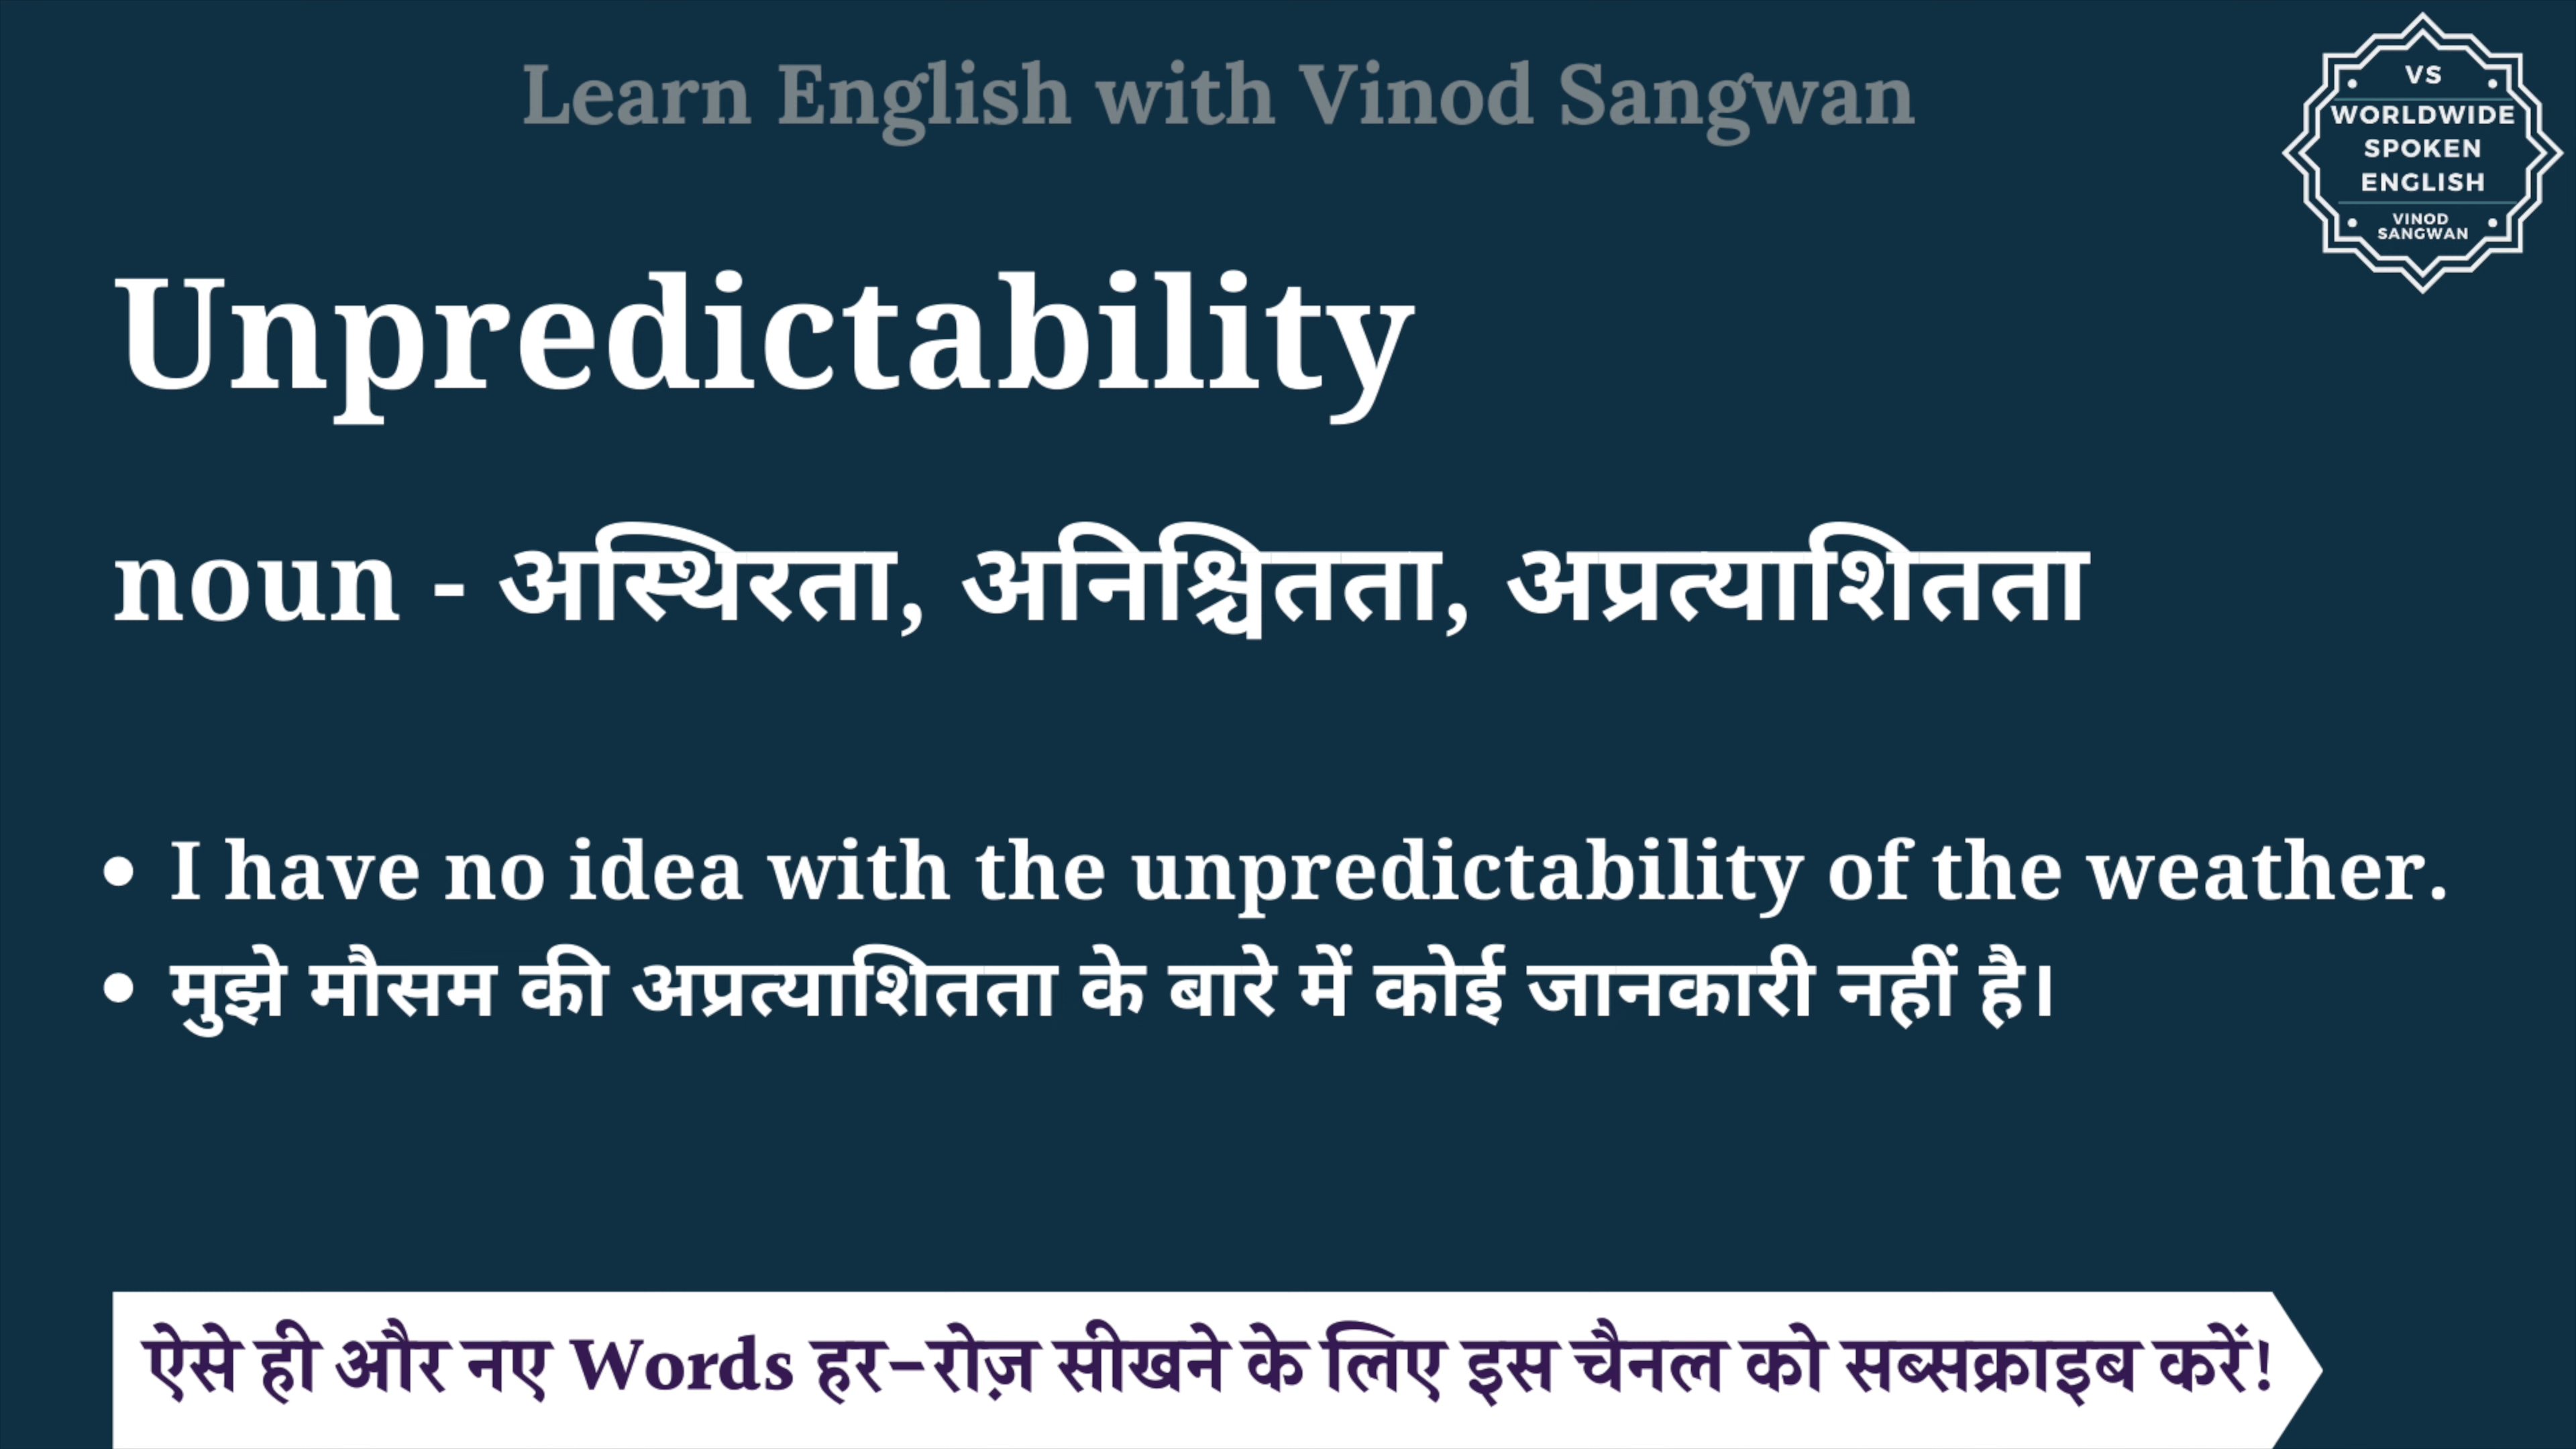 Learn English with Vinod Sangwan
VS
WORLDWIDE
SPOKEN
ENGLISH
VINOD
SANGWAN
Unpredictability
noun - अस्थिरता, अनिश्चितता, अप्रत्याशितता
• I have no idea with the unpredictability of the weather.
• मुझे मौसम की अप्रत्याशितता के बारे में कोई जानकारी नहीं है।
ऐसे ही और नए Words हर-रोज़ सीखने के लिए इस चैनल को सब्सक्राइब करें!